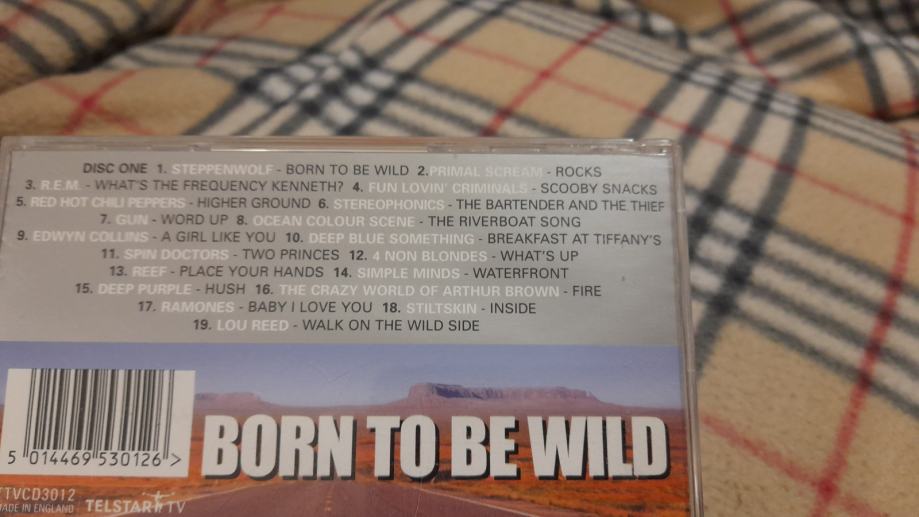 DISC ONE 1. STEPPENWOLF - BORN TO BE WILD 2.PRIMAL SCREAM - ROCKS
3. R.E.M. - WHAT'S THE FREQUENCY KENNETH? 4. FUN LOVIN' CRIMINALS - SCOOBY SNACKS
5. RED HOT CHILI PEPPERS - HIGHER GROUND 6. STEREOPHONICS - THE BARTENDER AND THE THIEF
7. GUN - WORD UP 8. OCEAN COLOUR SCENE - THE RIVERBOAT SONG
9. EDWYN COLLINS - A GIRL LIKE YOU 10. DEEP BLUE SOMETHING - BREAKFAST AT TIFFANY'S
11. SPIN DOCTORS - TWO PRINCES 12. 4 NON BLONDES - WHAT'S UP
13. REEF - PLACE YOUR HANDS 14. SIMPLE MINDS - WATERFRONT
15. DEEP PURPLE - HUSH 16. THE CRAZY WORLD OF ARTHUR BROWN - FIRE
17. RAMONES - BABY I LOVE YOU 18. STILTSKIN - INSIDE
19. LOU REED - WALK ON THE WILD SIDE
BORN TO BE WILD
5 014469 530126 >
TTVCD3012
MADE IN ENGLAND TELSTAR TV